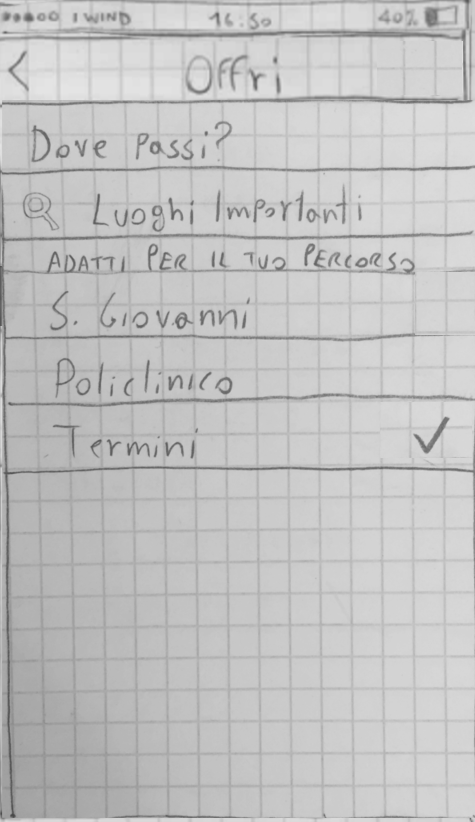 I WIND 16:50 40%
< Offri
Dove passi?
Luoghi Importanti
ADATTI PER IL TUO PERCORSO
S. Giovanni
Policlinico
Termini ✓